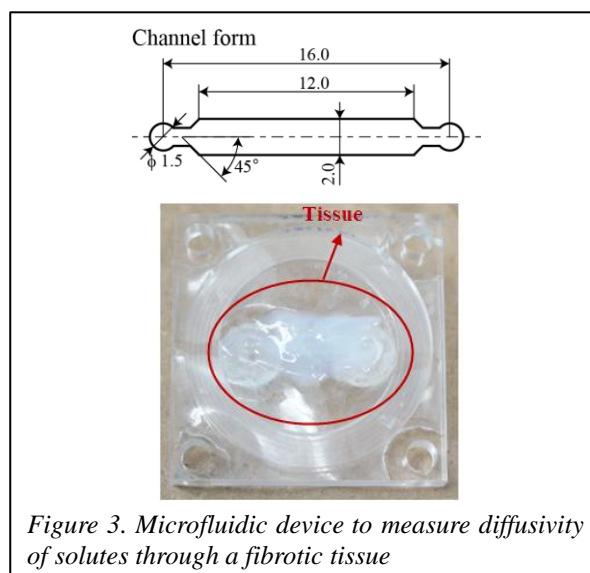 Channel form
16.0
12.0
ϕ 1.5
45°
2.0
Tissue
Figure 3. Microfluidic device to measure diffusivity
of solutes through a fibrotic tissue